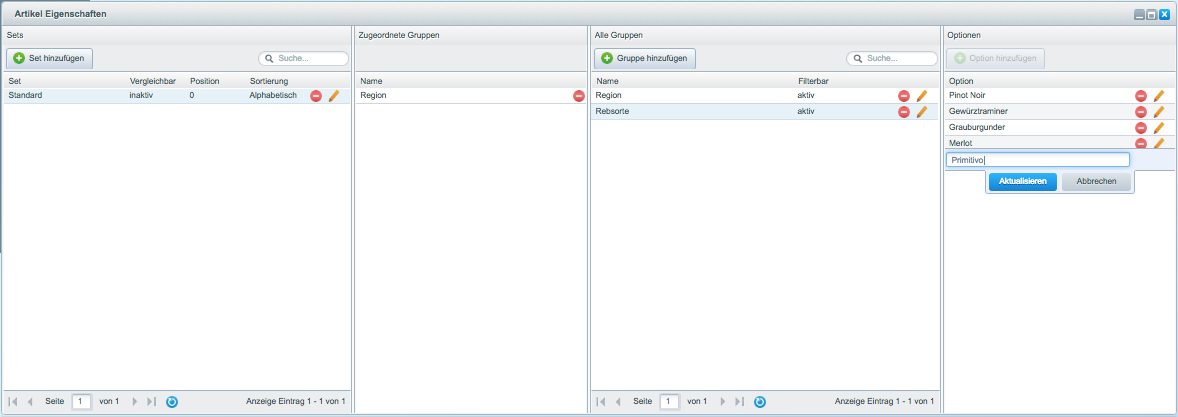 Artikel Eigenschaften
Sets
Set hinzufügen
Suche...
Set Vergleichbar Position Sortierung
Standard inaktiv 0 Alphabetisch
Seite 1 von 1 Anzeige Eintrag 1 - 1 von 1
Zugeordnete Gruppen
Name
Region
Alle Gruppen
Gruppe hinzufügen
Suche...
Name Filterbar
Region aktiv
Rebsorte aktiv
Seite 1 von 1 Anzeige Eintrag 1 - 1 von 1
Optionen
Option hinzufügen
Option
Pinot Noir
Gewürztraminer
Grauburgunder
Merlot
Primitivo
Aktualisieren Abbrechen